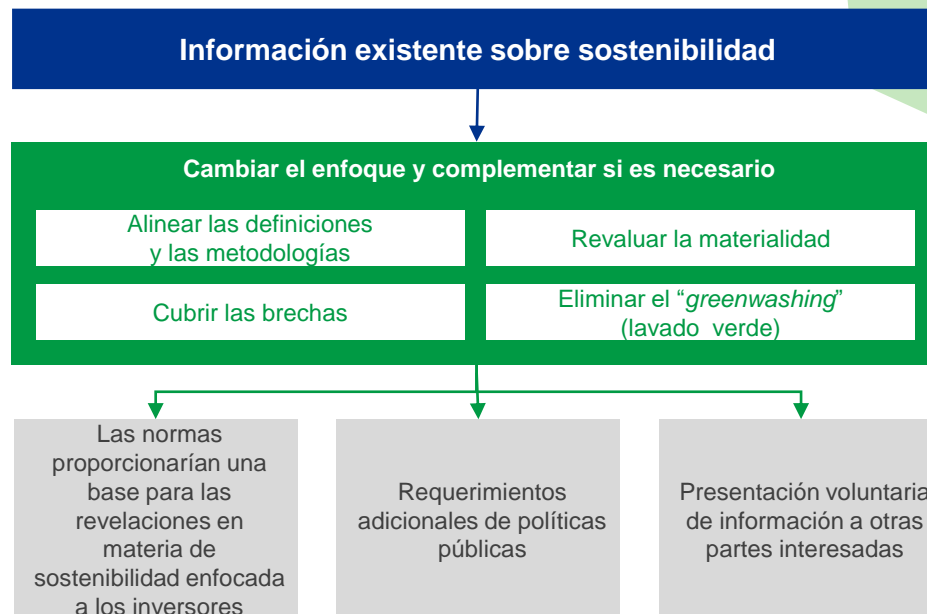 Información existente sobre sostenibilidad
Cambiar el enfoque y complementar si es necesario
Alinear las definiciones
y las metodologías
Revaluar la materialidad
Cubrir las brechas
Eliminar el “greenwashing”
(lavado verde)
Las normas
proporcionarían una
base para las
revelaciones en
materia de
sostenibilidad enfocada
a los inversores
Requerimientos
adicionales de políticas
públicas
Presentación voluntaria
de información a otras
partes interesadas